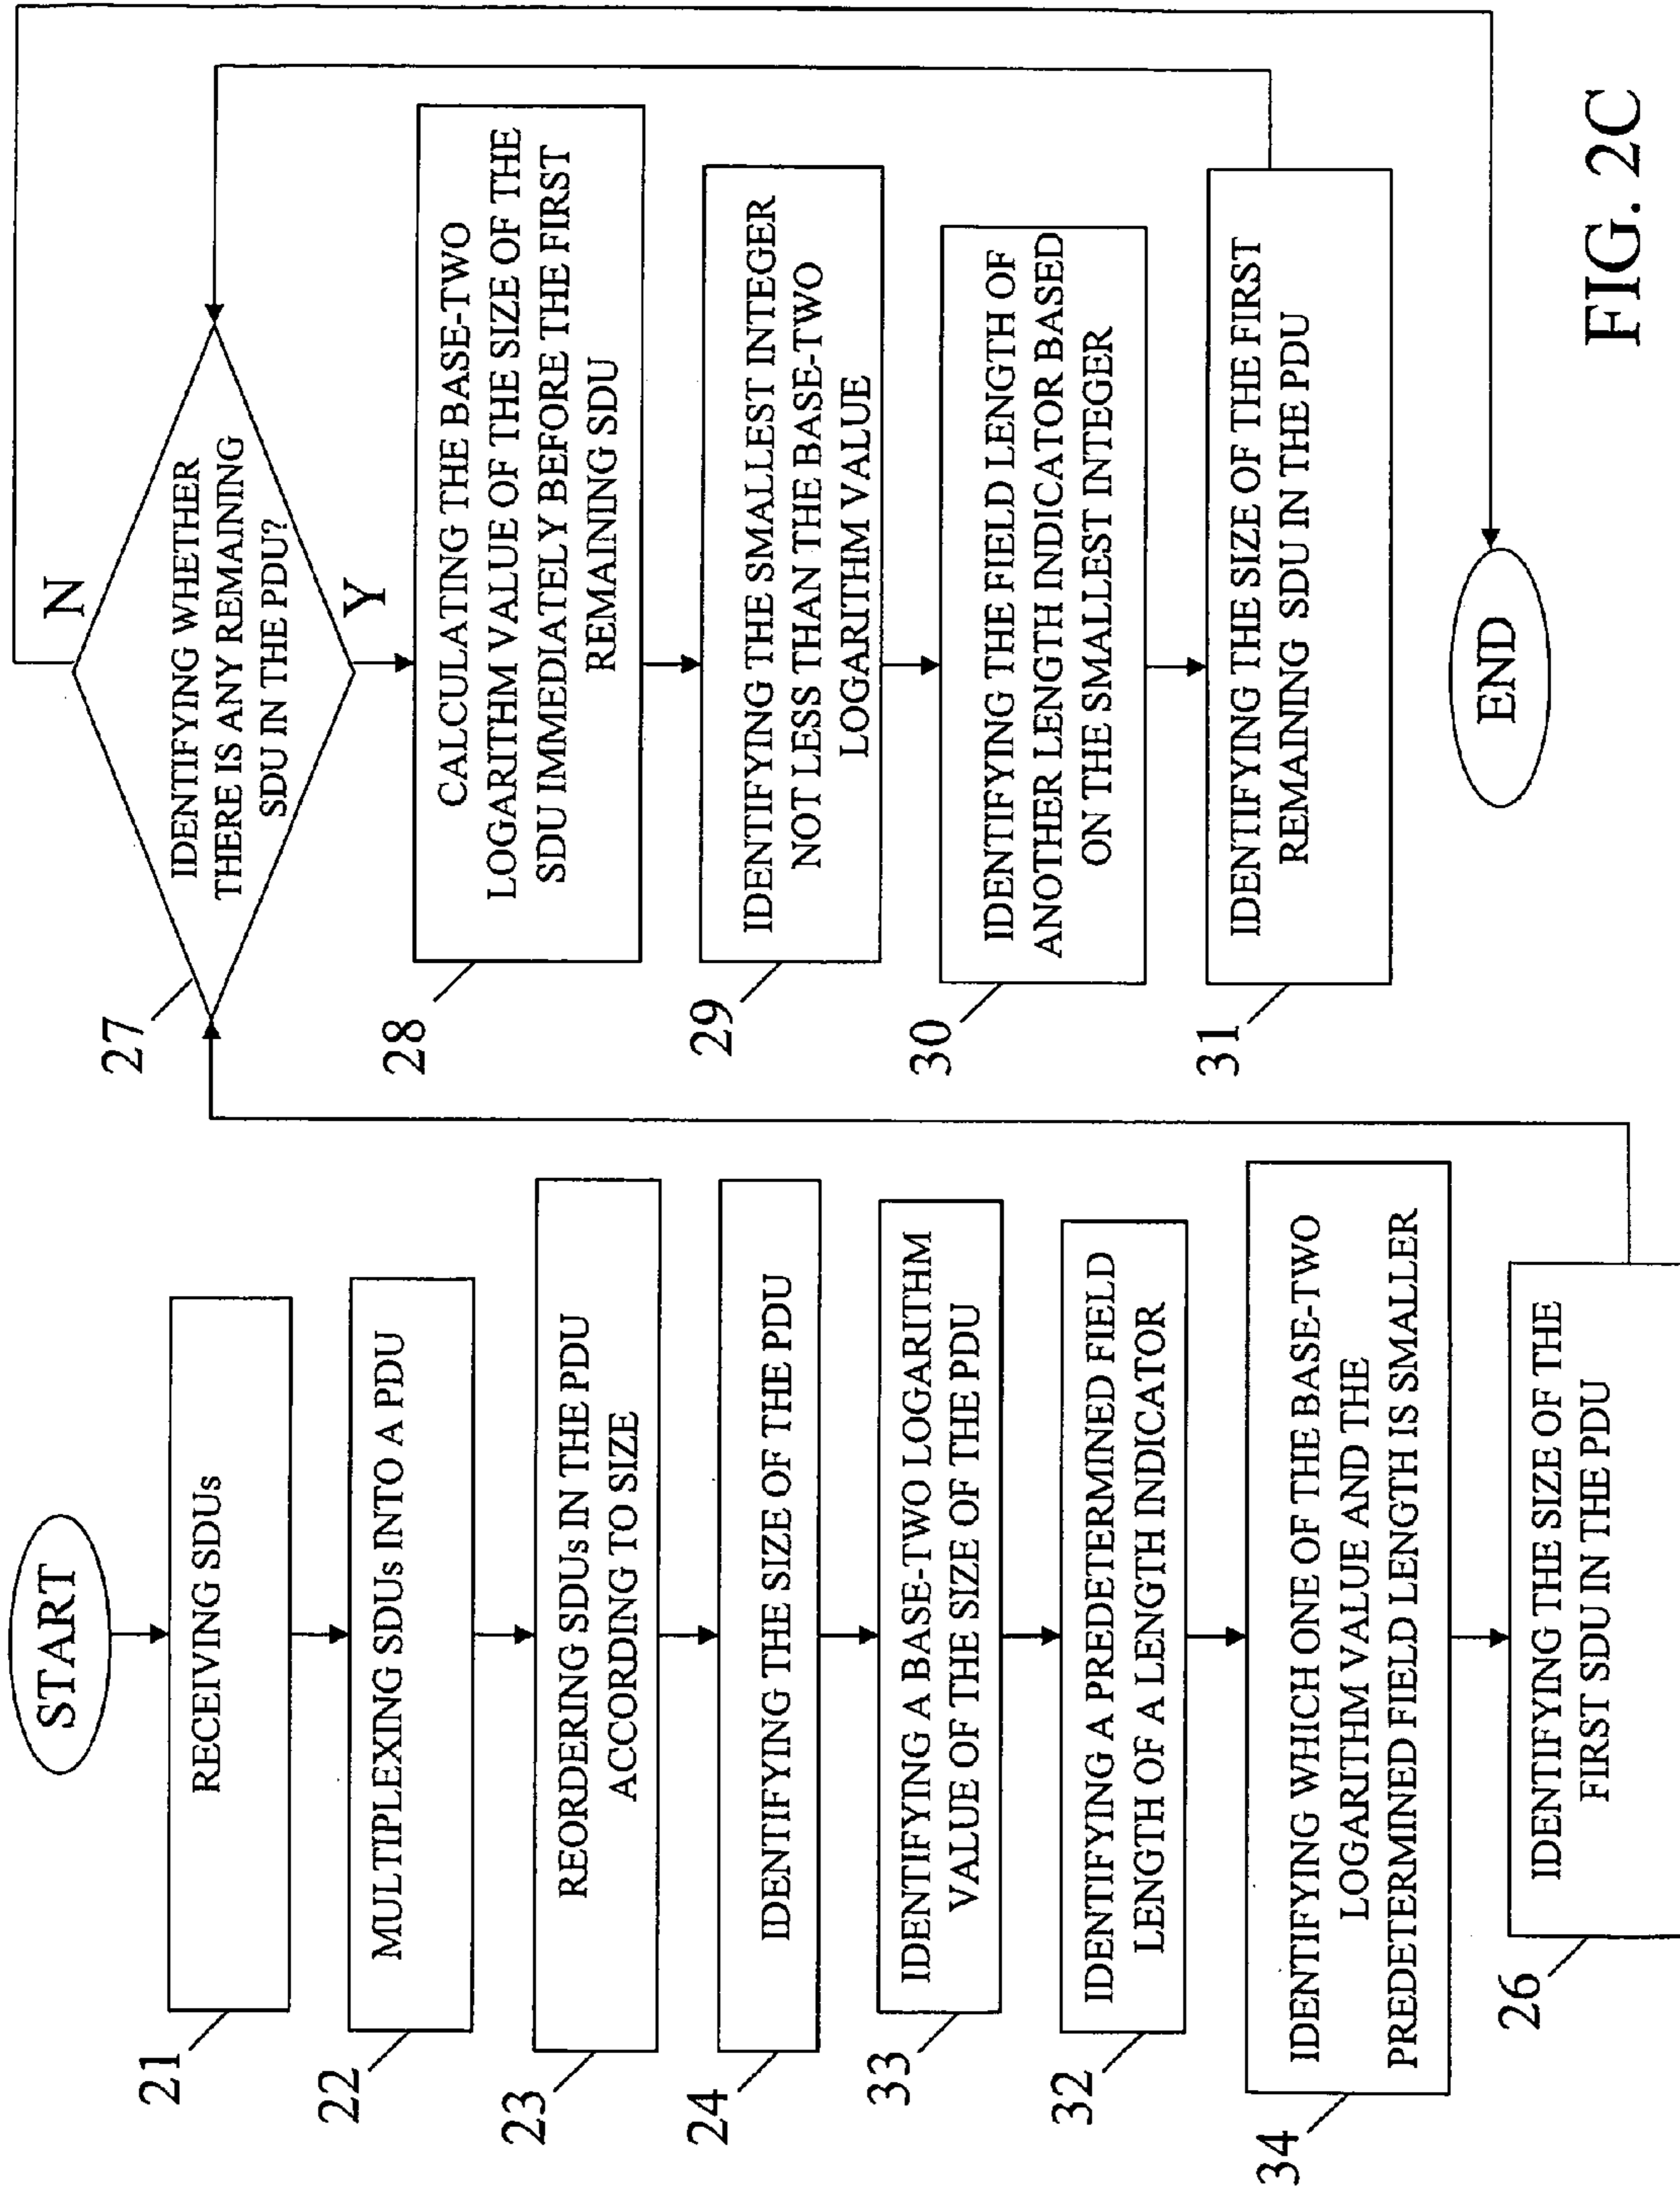 START
21
RECEIVING SDUs
22
MULTIPLEXING SDUs INTO A PDU
23
REORDERING SDUs IN THE PDU
ACCORDING TO SIZE
24
IDENTIFYING THE SIZE OF THE PDU
33
IDENTIFYING A BASE-TWO LOGARITHM
VALUE OF THE SIZE OF THE PDU
32
IDENTIFYING A PREDETERMINED FIELD
LENGTH OF A LENGTH INDICATOR
34
IDENTIFYING WHICH ONE OF THE BASE-TWO
LOGARITHM VALUE AND THE
PREDETERMINED FIELD LENGTH IS SMALLER
26
IDENTIFYING THE SIZE OF THE
FIRST SDU IN THE PDU
27
IDENTIFYING WHETHER
THERE IS ANY REMAINING
SDU IN THE PDU?
N
Y
28
CALCULATING THE BASE-TWO
LOGARITHM VALUE OF THE SIZE OF THE
SDU IMMEDIATELY BEFORE THE FIRST
REMAINING SDU
29
IDENTIFYING THE SMALLEST INTEGER
NOT LESS THAN THE BASE-TWO
LOGARITHM VALUE
30
IDENTIFYING THE FIELD LENGTH OF
ANOTHER LENGTH INDICATOR BASED
ON THE SMALLEST INTEGER
31
IDENTIFYING THE SIZE OF THE FIRST
REMAINING SDU IN THE PDU
END
FIG. 2C